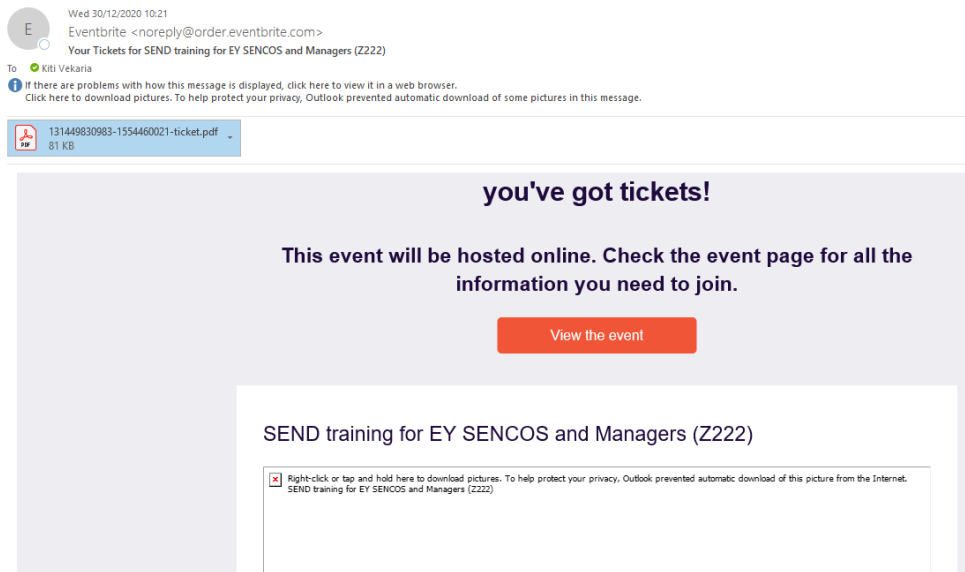 E
Wed 30/12/2020 10:21
Eventbrite <noreply@order.eventbrite.com>
Your Tickets for SEND training for EY SENCOS and Managers (Z222)
To Kiti Vekaria
If there are problems with how this message is displayed, click here to view it in a web browser.
Click here to download pictures. To help protect your privacy, Outlook prevented automatic download of some pictures in this message.
PDF
131449830983-1554460021-ticket.pdf
81 KB
you've got tickets!
This event will be hosted online. Check the event page for all the
information you need to join.
View the event
SEND training for EY SENCOS and Managers (Z222)
Right-click or tap and hold here to download pictures. To help protect your privacy, Outlook prevented automatic download of this picture from the Internet.
SEND training for EY SENCOS and Managers (Z222)